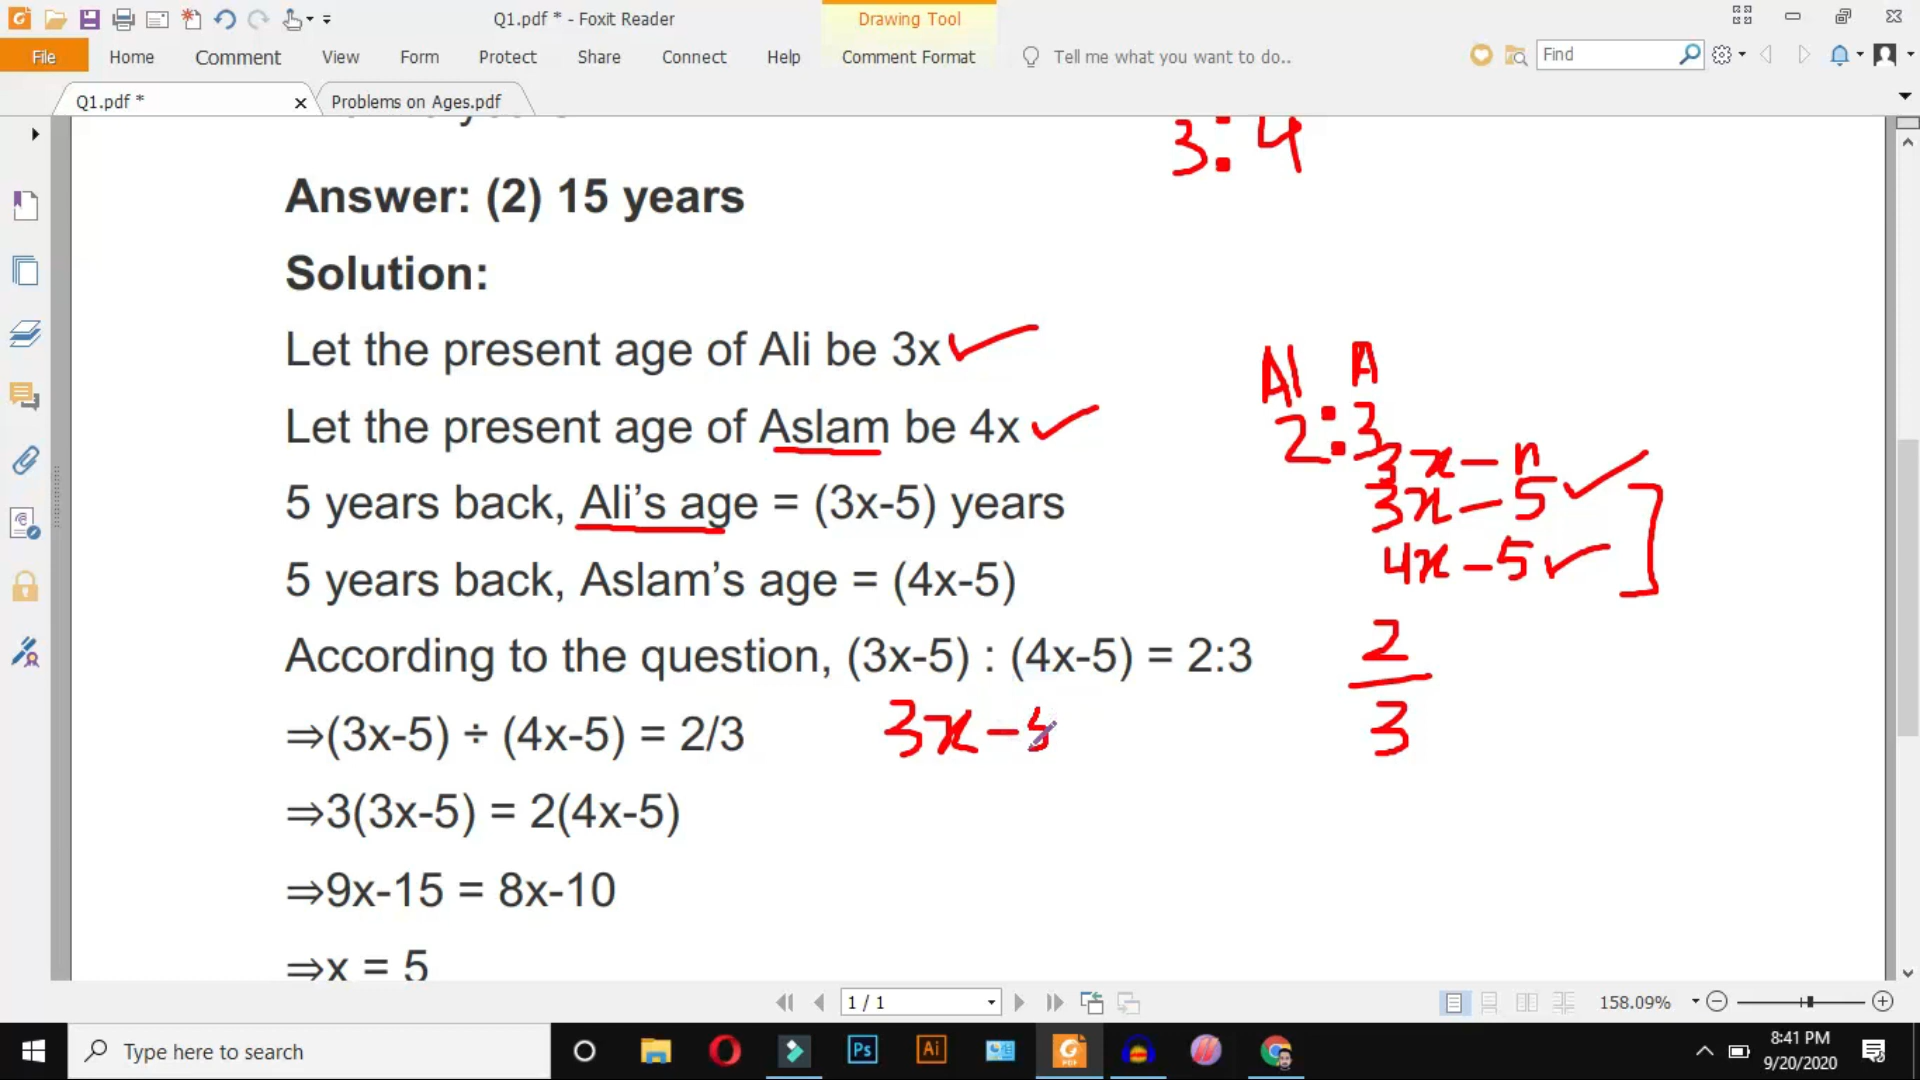 Q1.pdf * - Foxit Reader
Drawing Tool
File Home Comment View Form Protect Share Connect Help Comment Format Tell me what you want to do.. Find
Q1.pdf *
Problems on Ages.pdf
3:4
Answer: (2) 15 years
Solution:
Let the present age of Ali be 3x
Let the present age of Aslam be 4x
5 years back, Ali’s age = (3x-5) years
5 years back, Aslam’s age = (4x-5)
According to the question, (3x-5) : (4x-5) = 2:3
⇒(3x-5) ÷ (4x-5) = 2/3
⇒3(3x-5) = 2(4x-5)
⇒9x-15 = 8x-10
⇒x = 5
Al A
2:3
3x-n
3x-5
4x-5
2
3
3x-5
1 / 1
158.09%
Type here to search
Ps
Ai
8:41 PM
9/20/2020